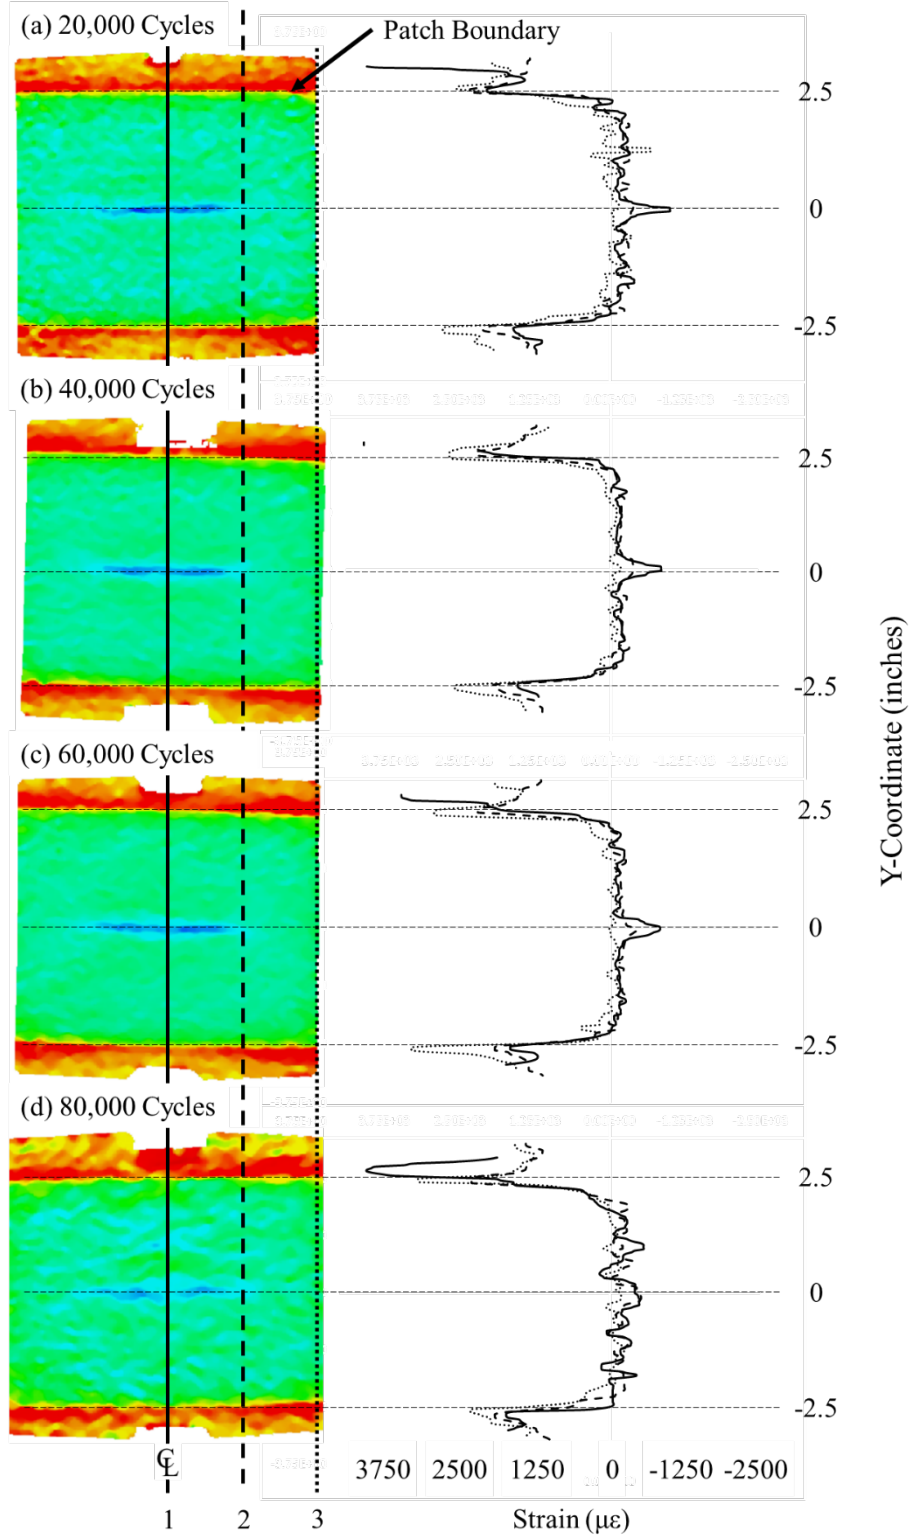 (a) 20,000 Cycles
Patch Boundary
2.5
0
-2.5
(b) 40,000 Cycles
2.5
0
-2.5
(c) 60,000 Cycles
2.5
0
-2.5
(d) 80,000 Cycles
2.5
0
-2.5
Y-Coordinate (inches)
3750 2500 1250 0 -1250 -2500
℄
1 2 3 Strain (με)